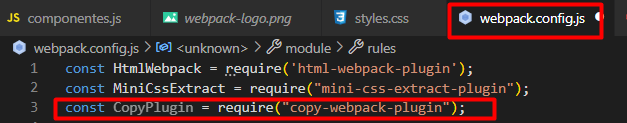 componentes.js webpack-logo.png styles.css webpack.config.js
webpack.config.js > <unknown> > module > rules
1 const HtmlWebpack = require('html-webpack-plugin');
2 const MiniCssExtract = require("mini-css-extract-plugin");
3 const CopyPlugin = require("copy-webpack-plugin");